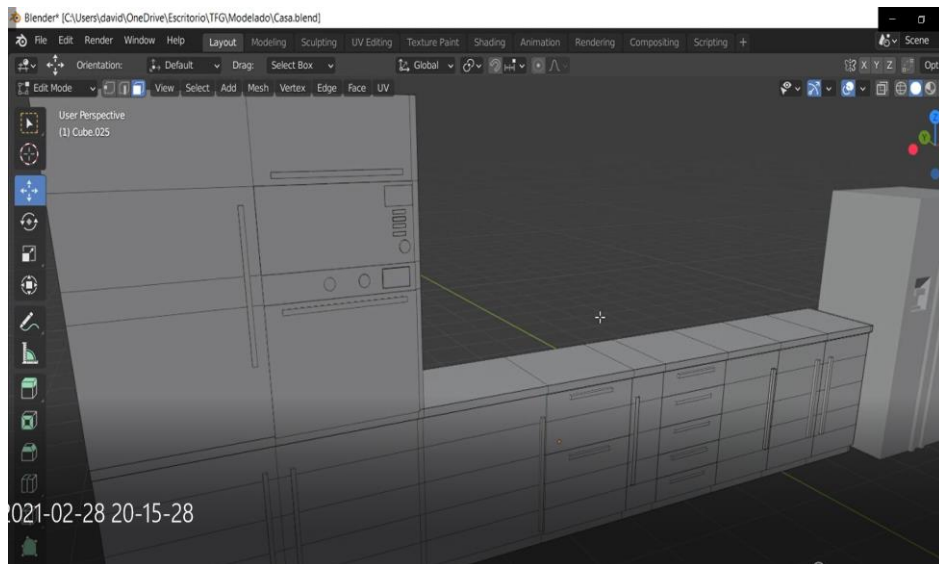 Blender* [C:\Users\david\OneDrive\Escritorio\TFG\Modelado\Casa.blend]
File Edit Render Window Help Layout Modeling Sculpting UV Editing Texture Paint Shading Animation Rendering Compositing Scripting + Scene
Orientation: Default Drag: Select Box Global X Y Z Opt
Edit Mode View Select Add Mesh Vertex Edge Face UV
User Perspective
(1) Cube.025
Z
Y
2021-02-28 20-15-28